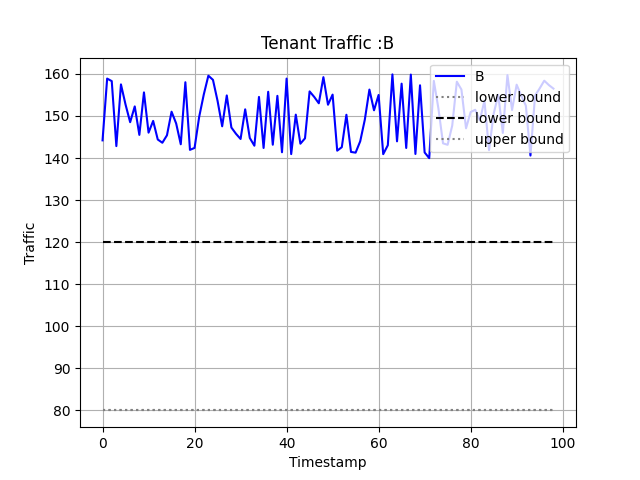 Tenant Traffic :B
B
lower bound
lower bound
upper bound
160
150
140
130
120
110
100
90
80
Traffic
0 20 40 60 80 100
Timestamp